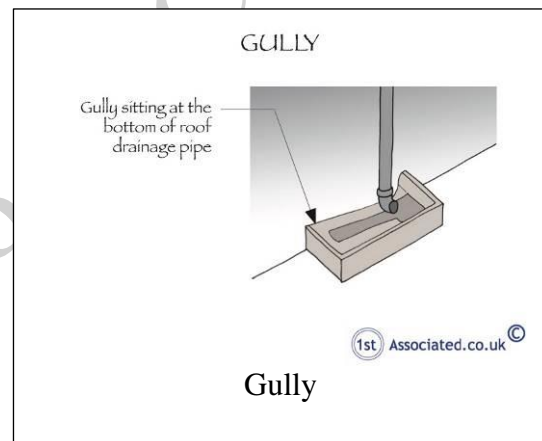 GULLY
Gully sitting at the
bottom of roof
drainage pipe
1st Associated.co.uk ©
Gully